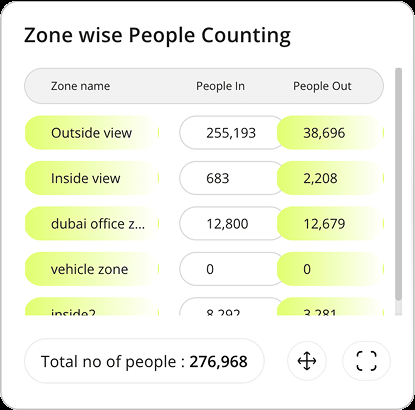 Zone wise People Counting
Zone name People In People Out
Outside view 255,193 38,696
Inside view 683 2,208
dubai office z... 12,800 12,679
vehicle zone 0 0
inside2 8,292 3,281
Total no of people : 276,968